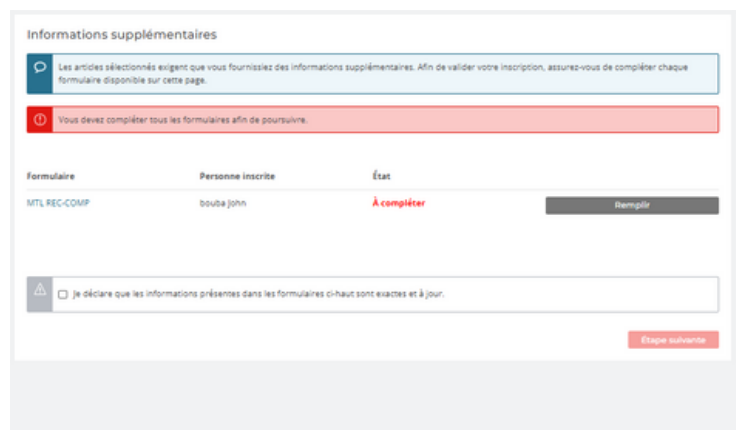 Informations supplémentaires
Les articles sélectionnés exigent que vous fournissiez des informations supplémentaires. Afin de valider votre inscription, assurez-vous de compléter chaque
formulaire disponible sur cette page.
Vous devez compléter tous les formulaires afin de poursuivre.
Formulaire Personne inscrite État
MTL REC-COMP bouba John À compléter Remplir
Je déclare que les informations présentes dans les formulaires ci-haut sont exactes et à jour.
Étape suivante